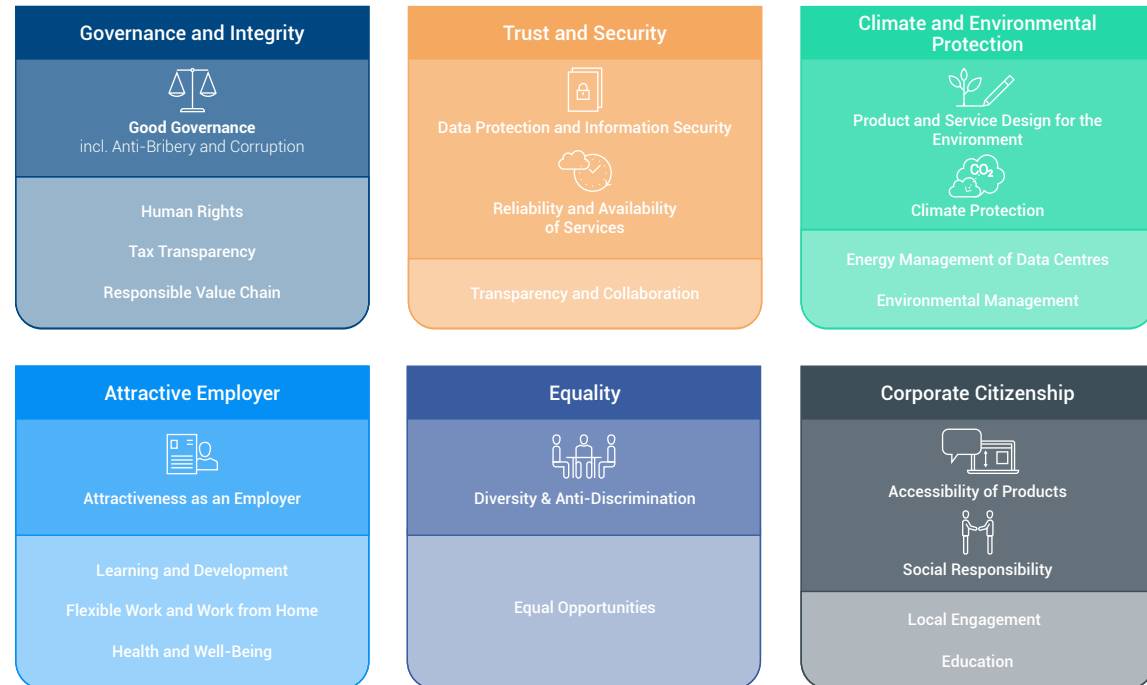 Governance and Integrity
Good Governance
incl. Anti-Bribery and Corruption
Human Rights
Tax Transparency
Responsible Value Chain
Trust and Security
Data Protection and Information Security
Reliability and Availability
of Services
Transparency and Collaboration
Climate and Environmental
Protection
Product and Service Design for the
Environment
CO₂
Climate Protection
Energy Management of Data Centres
Environmental Management
Attractive Employer
Attractiveness as an Employer
Learning and Development
Flexible Work and Work from Home
Health and Well-Being
Equality
Diversity & Anti-Discrimination
Equal Opportunities
Corporate Citizenship
Accessibility of Products
Social Responsibility
Local Engagement
Education